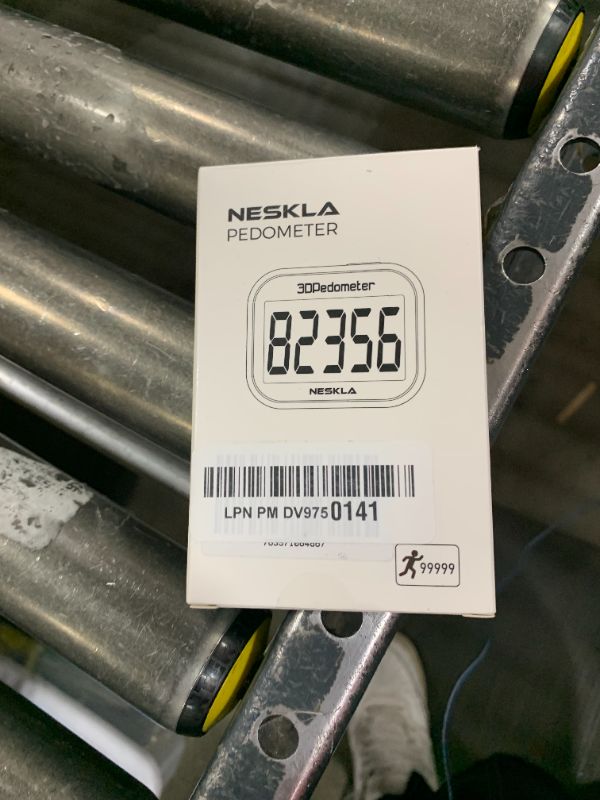 NESKLA
PEDOMETER
3DPedometer
82356
NESKLA
LPN PM DV9750141
99999